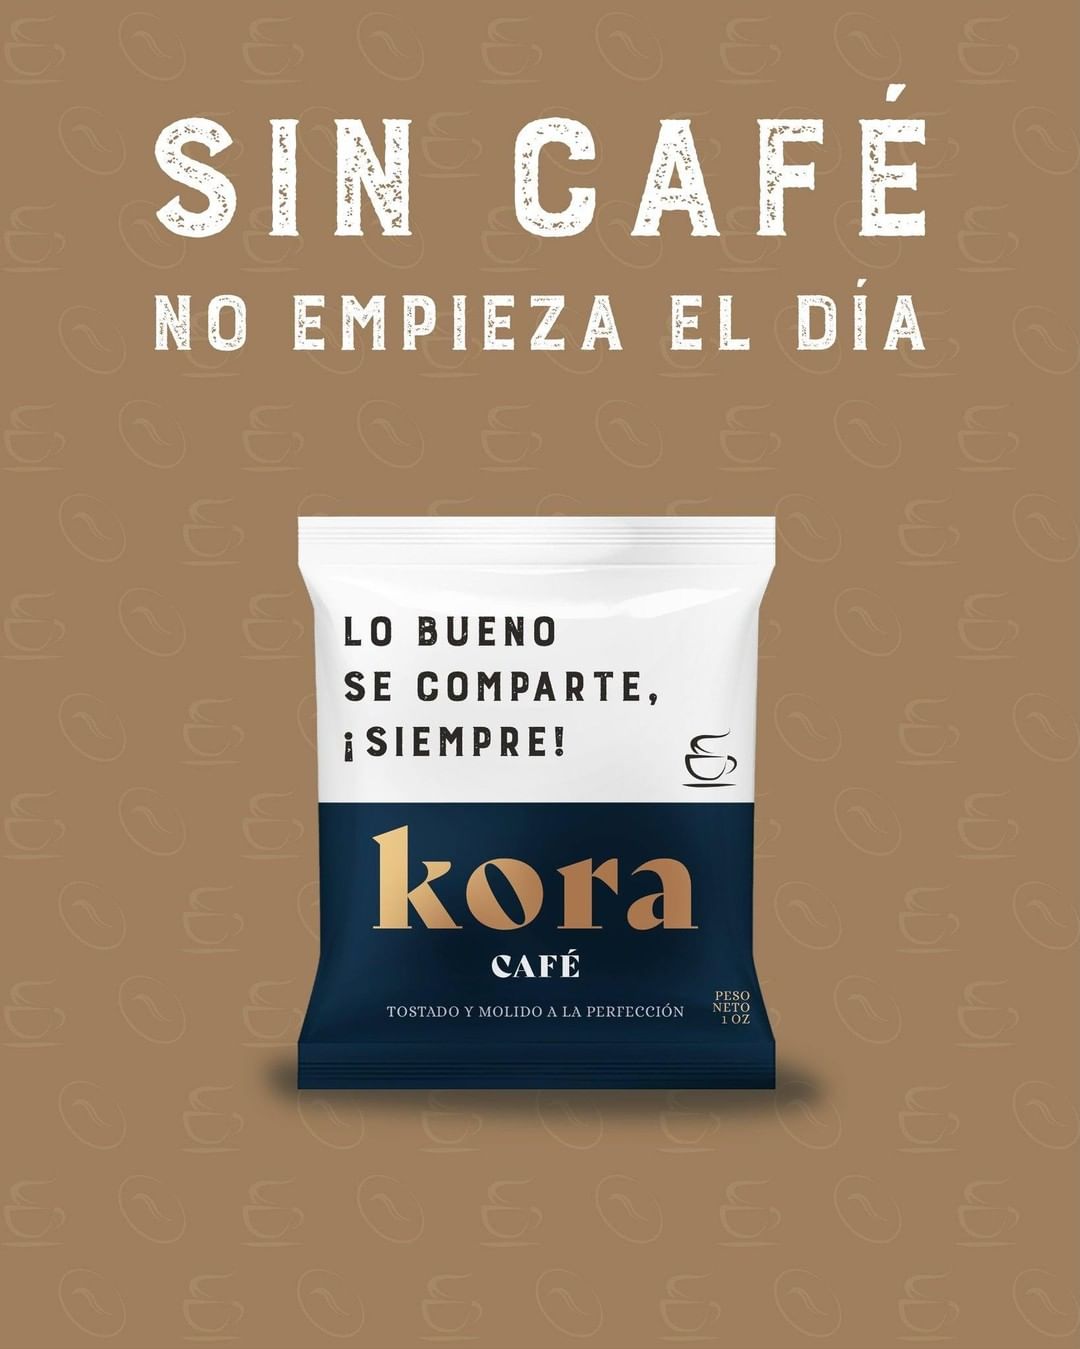 SIN CAFÉ
NO EMPIEZA EL DÍA
LO BUENO
SE COMPARTE,
¡SIEMPRE!
kora
CAFÉ
TOSTADO Y MOLIDO A LA PERFECCIÓN
PESO
NETO
1 OZ